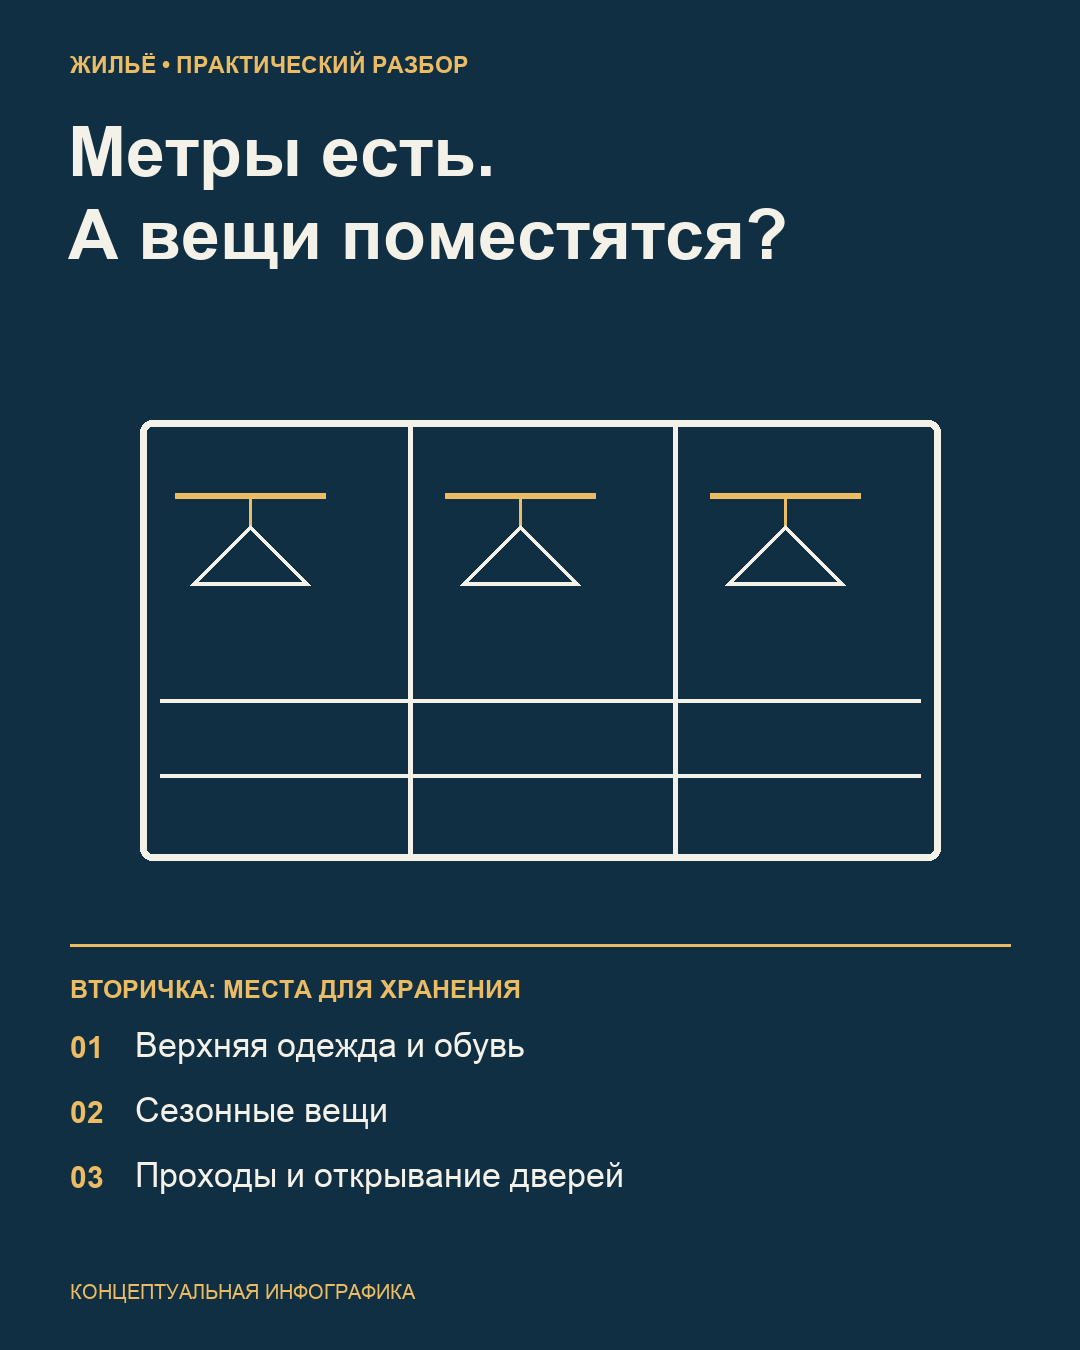 ЖИЛЬЁ • ПРАКТИЧЕСКИЙ РАЗБОР
Метры есть.
А вещи поместятся?
ВТОРИЧКА: МЕСТА ДЛЯ ХРАНЕНИЯ
01 Верхняя одежда и обувь
02 Сезонные вещи
03 Проходы и открывание дверей
КОНЦЕПТУАЛЬНАЯ ИНФОГРАФИКА